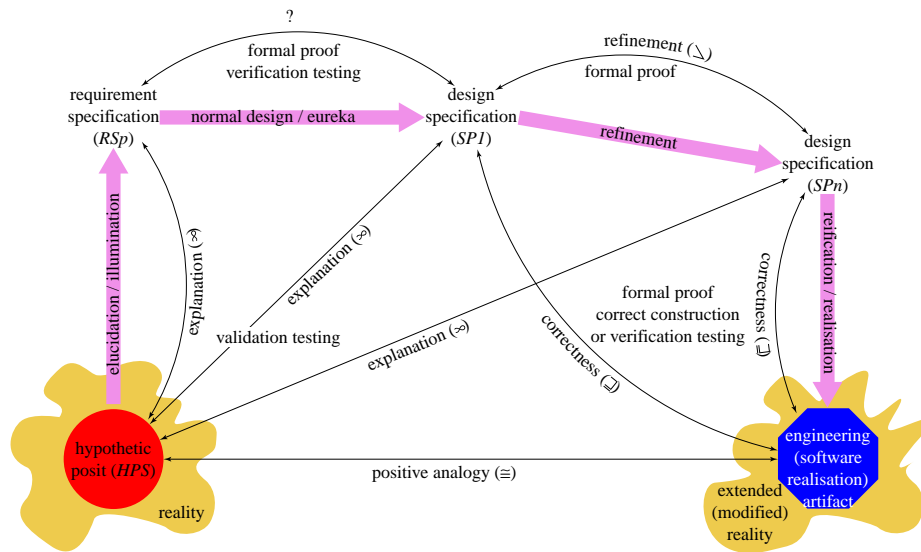 ?
formal proof
verification testing
refinement (⊵)
formal proof
requirement
specification
(RSp)
normal design / eureka
design
specification
(SP1)
refinement
design
specification
(SPn)
elucidation / illumination
explanation (∝)
explanation (∝)
explanation (∝)
validation testing
correctness (⊒)
formal proof
correct construction
or verification testing
correctness (⊒)
reification / realisation
hypothetic
posit (HPS)
reality
positive analogy (≅)
engineering
(software
realisation)
artifact
extended
(modified)
reality